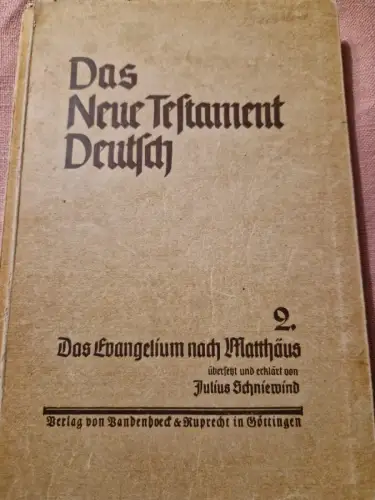 Das
Neue Testament
Deutsch
2.
Das Evangelium nach Matthäus
übersetzt und erklärt von
Julius Schniewind
Verlag von Vandenhoeck & Ruprecht in Göttingen